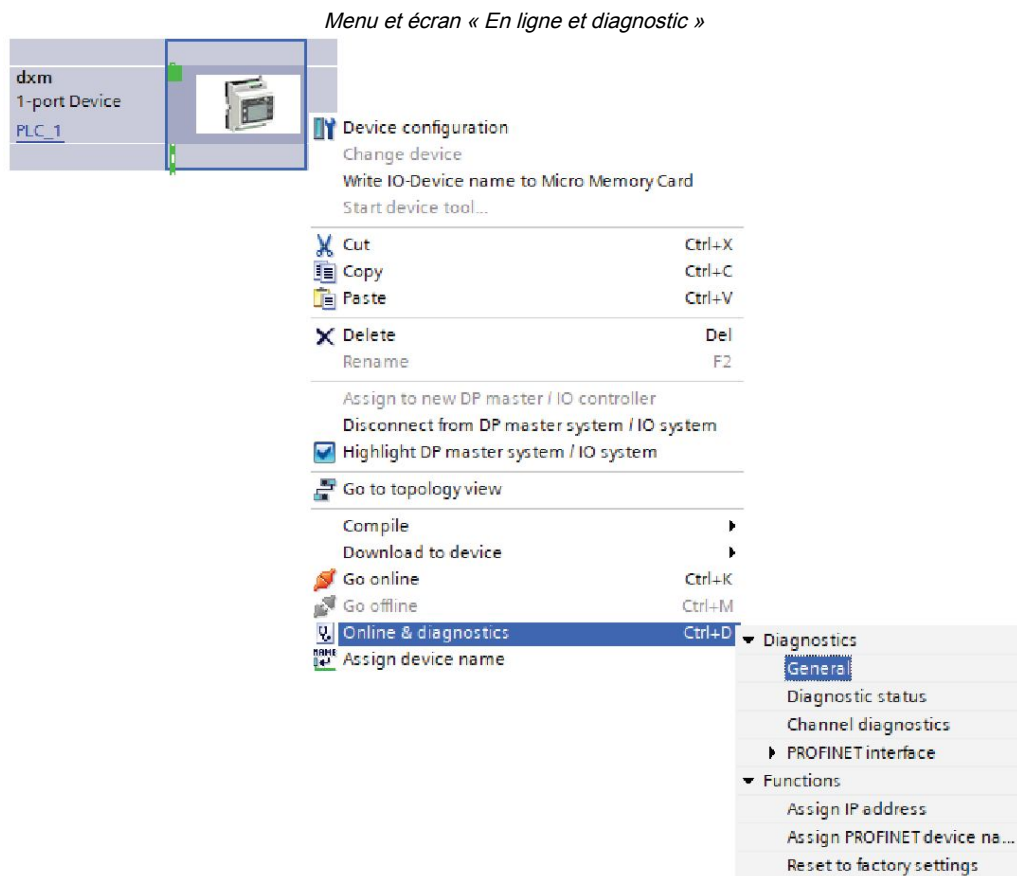 Menu et écran « En ligne et diagnostic »
dxm
1-port Device
PLC_1
Device configuration
Change device
Write IO-Device name to Micro Memory Card
Start device tool...
Cut Ctrl+X
Copy Ctrl+C
Paste Ctrl+V
Delete Del
Rename F2
Assign to new DP master / IO controller
Disconnect from DP master system / IO system
Highlight DP master system / IO system
Go to topology view
Compile
Download to device
Go online Ctrl+K
Go offline Ctrl+M
Online & diagnostics Ctrl+D
NAME Assign device name
Diagnostics
General
Diagnostic status
Channel diagnostics
PROFINET interface
Functions
Assign IP address
Assign PROFINET device na...
Reset to factory settings